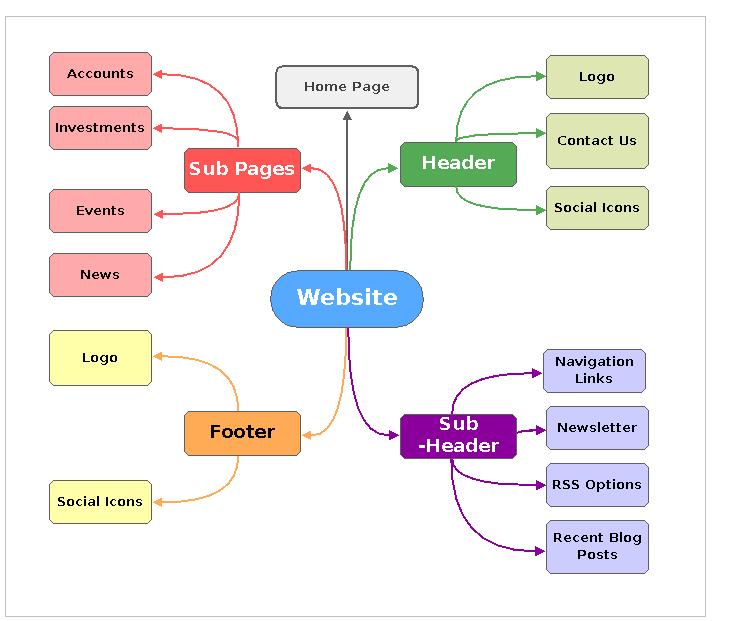 Home Page
Accounts
Investments
Sub Pages
Events
News
Logo
Contact Us
Header
Social Icons
Website
Logo
Footer
Social Icons
Navigation
Links
Sub
-Header
Newsletter
RSS Options
Recent Blog
Posts